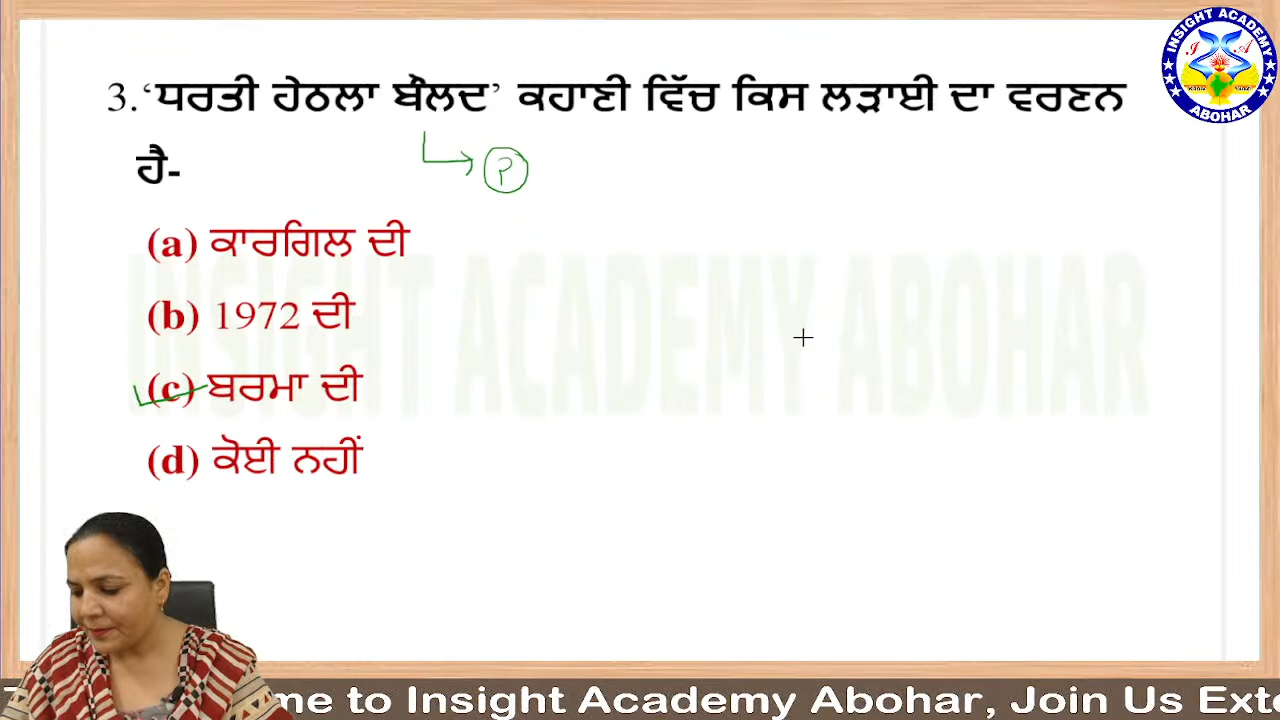 3.‘ਧਰਤੀ ਹੇਠਲਾ ਬੌਲਦ’ ਕਹਾਣੀ ਵਿੱਚ ਕਿਸ ਲੜਾਈ ਦਾ ਵਰਣਨ
ਹੈ-
P
(a) ਕਾਰਗਿਲ ਦੀ
(b) 1972 ਦੀ
(c) ਬਰਮਾ ਦੀ
(d) ਕੋਈ ਨਹੀਂ
INSIGHT ACADEMY ABOHAR
INSIGHT ACADEMY
I A
ABOHAR
me to Insight Academy Abohar, Join Us Exte